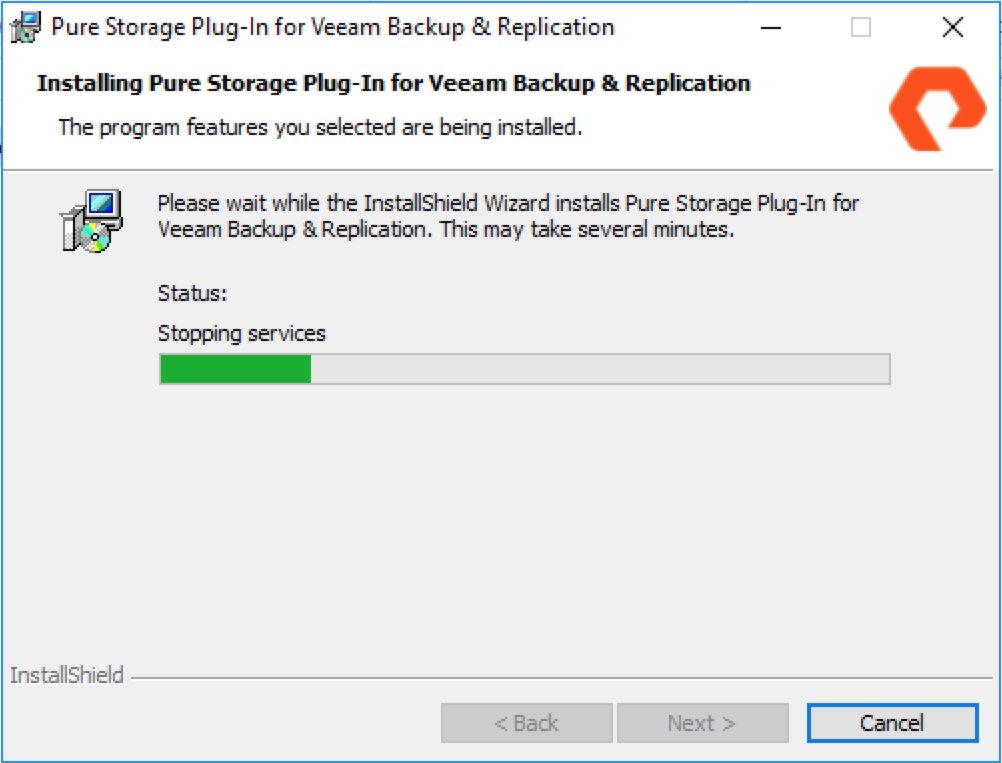 Pure Storage Plug-In for Veeam Backup & Replication
Installing Pure Storage Plug-In for Veeam Backup & Replication
The program features you selected are being installed.
Please wait while the InstallShield Wizard installs Pure Storage Plug-In for
Veeam Backup & Replication. This may take several minutes.
Status:
Stopping services
InstallShield
< Back
Next >
Cancel